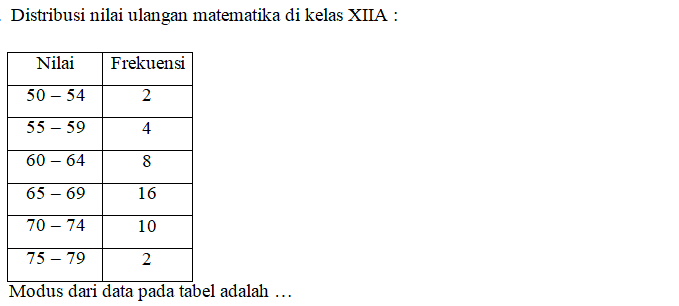 Distribusi nilai ulangan matematika di kelas XIIA :
Nilai Frekuensi
50 – 54 2
55 – 59 4
60 – 64 8
65 – 69 16
70 – 74 10
75 – 79 2
Modus dari data pada tabel adalah …